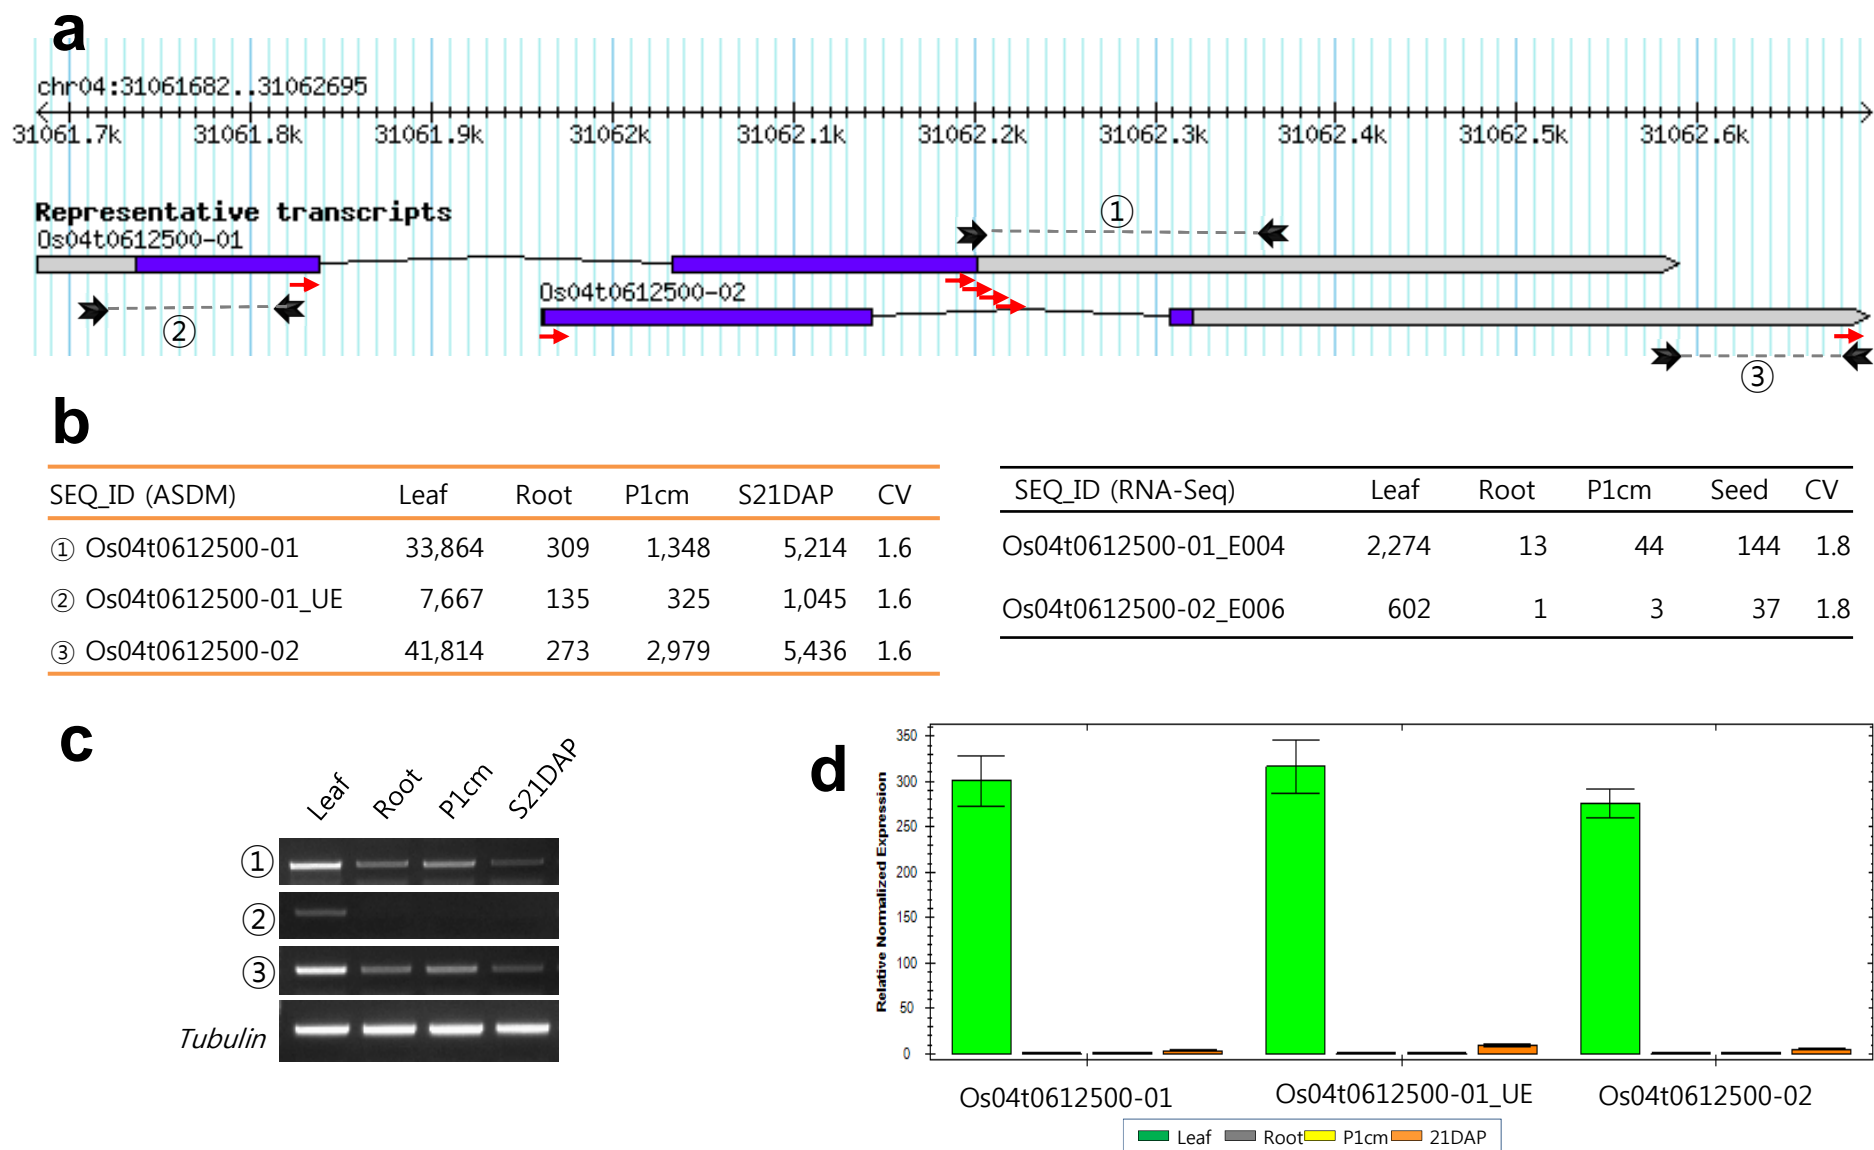 a
chr04:31061682..31062695
31061.7k 31061.8k 31061.9k 31062k 31062.1k 31062.2k 31062.3k 31062.4k 31062.5k 31062.6k
Representative transcripts
①
Os04t0612500-01
Os04t0612500-02
②
③
b
SEQ_ID (ASDM) Leaf Root P1cm S21DAP CV
① Os04t0612500-01 33,864 309 1,348 5,214 1.6
② Os04t0612500-01_UE 7,667 135 325 1,045 1.6
③ Os04t0612500-02 41,814 273 2,979 5,436 1.6
SEQ_ID (RNA-Seq) Leaf Root P1cm Seed CV
Os04t0612500-01_E004 2,274 13 44 144 1.8
Os04t0612500-02_E006 602 1 3 37 1.8
c
Leaf Root P1cm S21DAP
①
②
③
Tubulin
d
Relative Normalized Expression
350
300
250
200
150
100
50
0
Os04t0612500-01 Os04t0612500-01_UE Os04t0612500-02
Leaf Root P1cm 21DAP